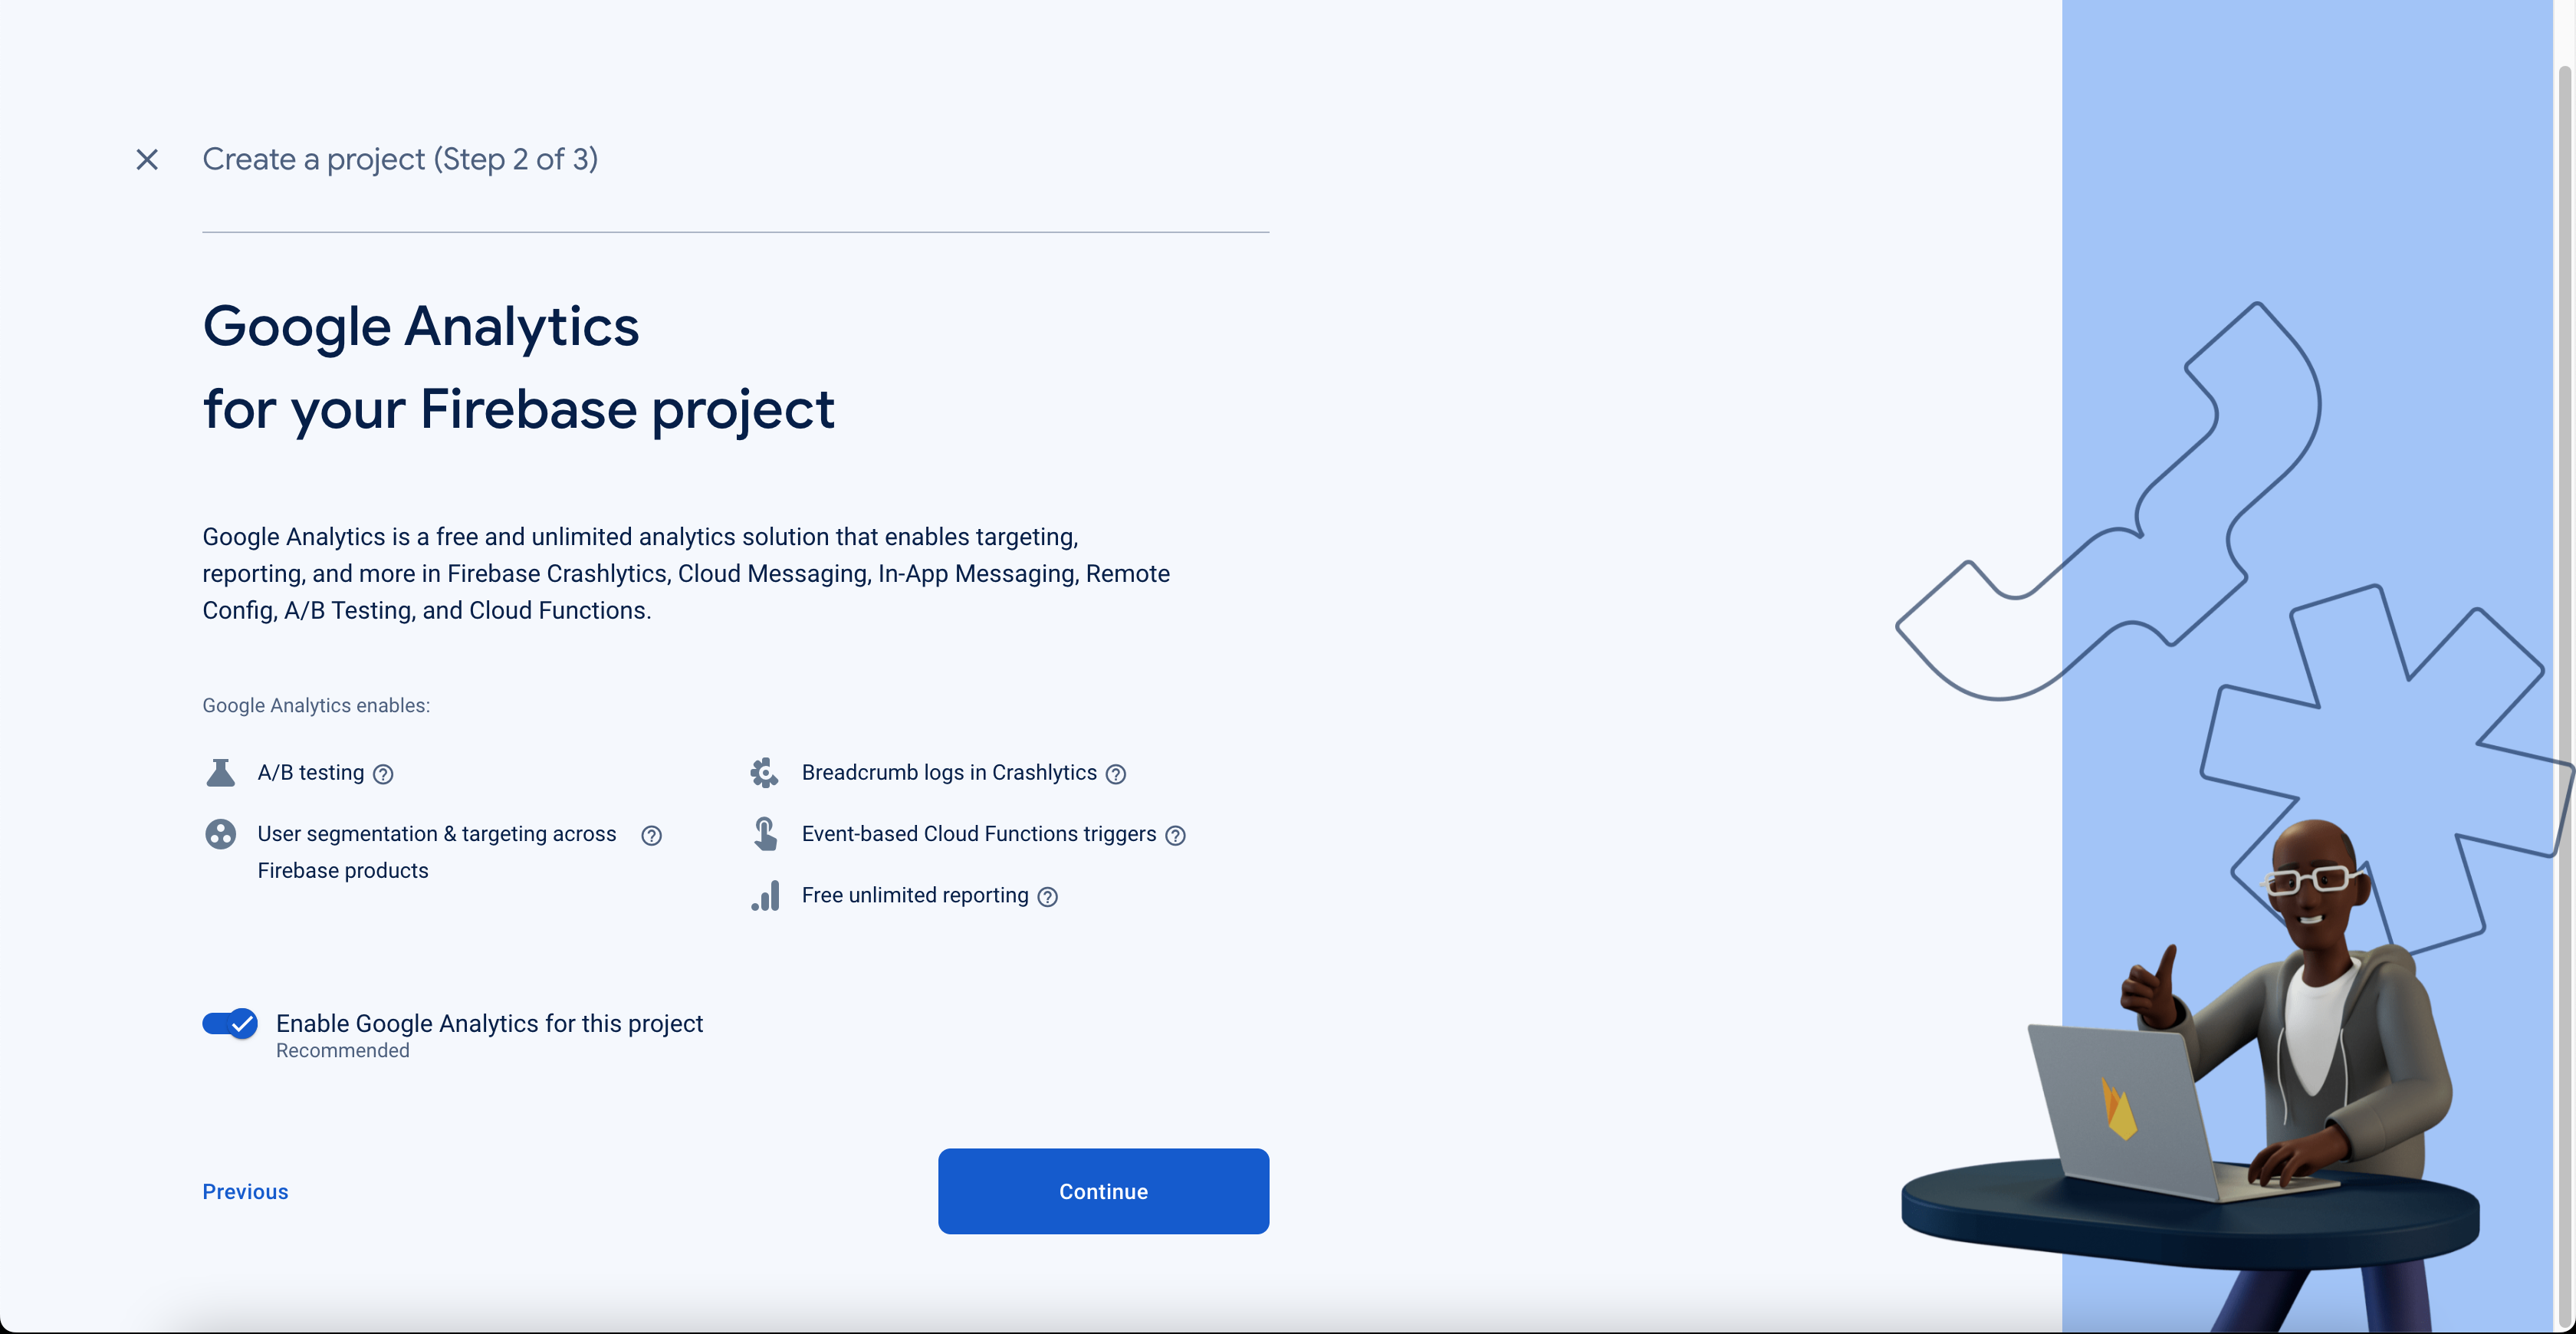 Create a project (Step 2 of 3)
Google Analytics
for your Firebase project
Google Analytics is a free and unlimited analytics solution that enables targeting,
reporting, and more in Firebase Crashlytics, Cloud Messaging, In-App Messaging, Remote
Config, A/B Testing, and Cloud Functions.
Google Analytics enables:
A/B testing
User segmentation & targeting across
Firebase products
Breadcrumb logs in Crashlytics
Event-based Cloud Functions triggers
Free unlimited reporting
Enable Google Analytics for this project
Recommended
Previous
Continue